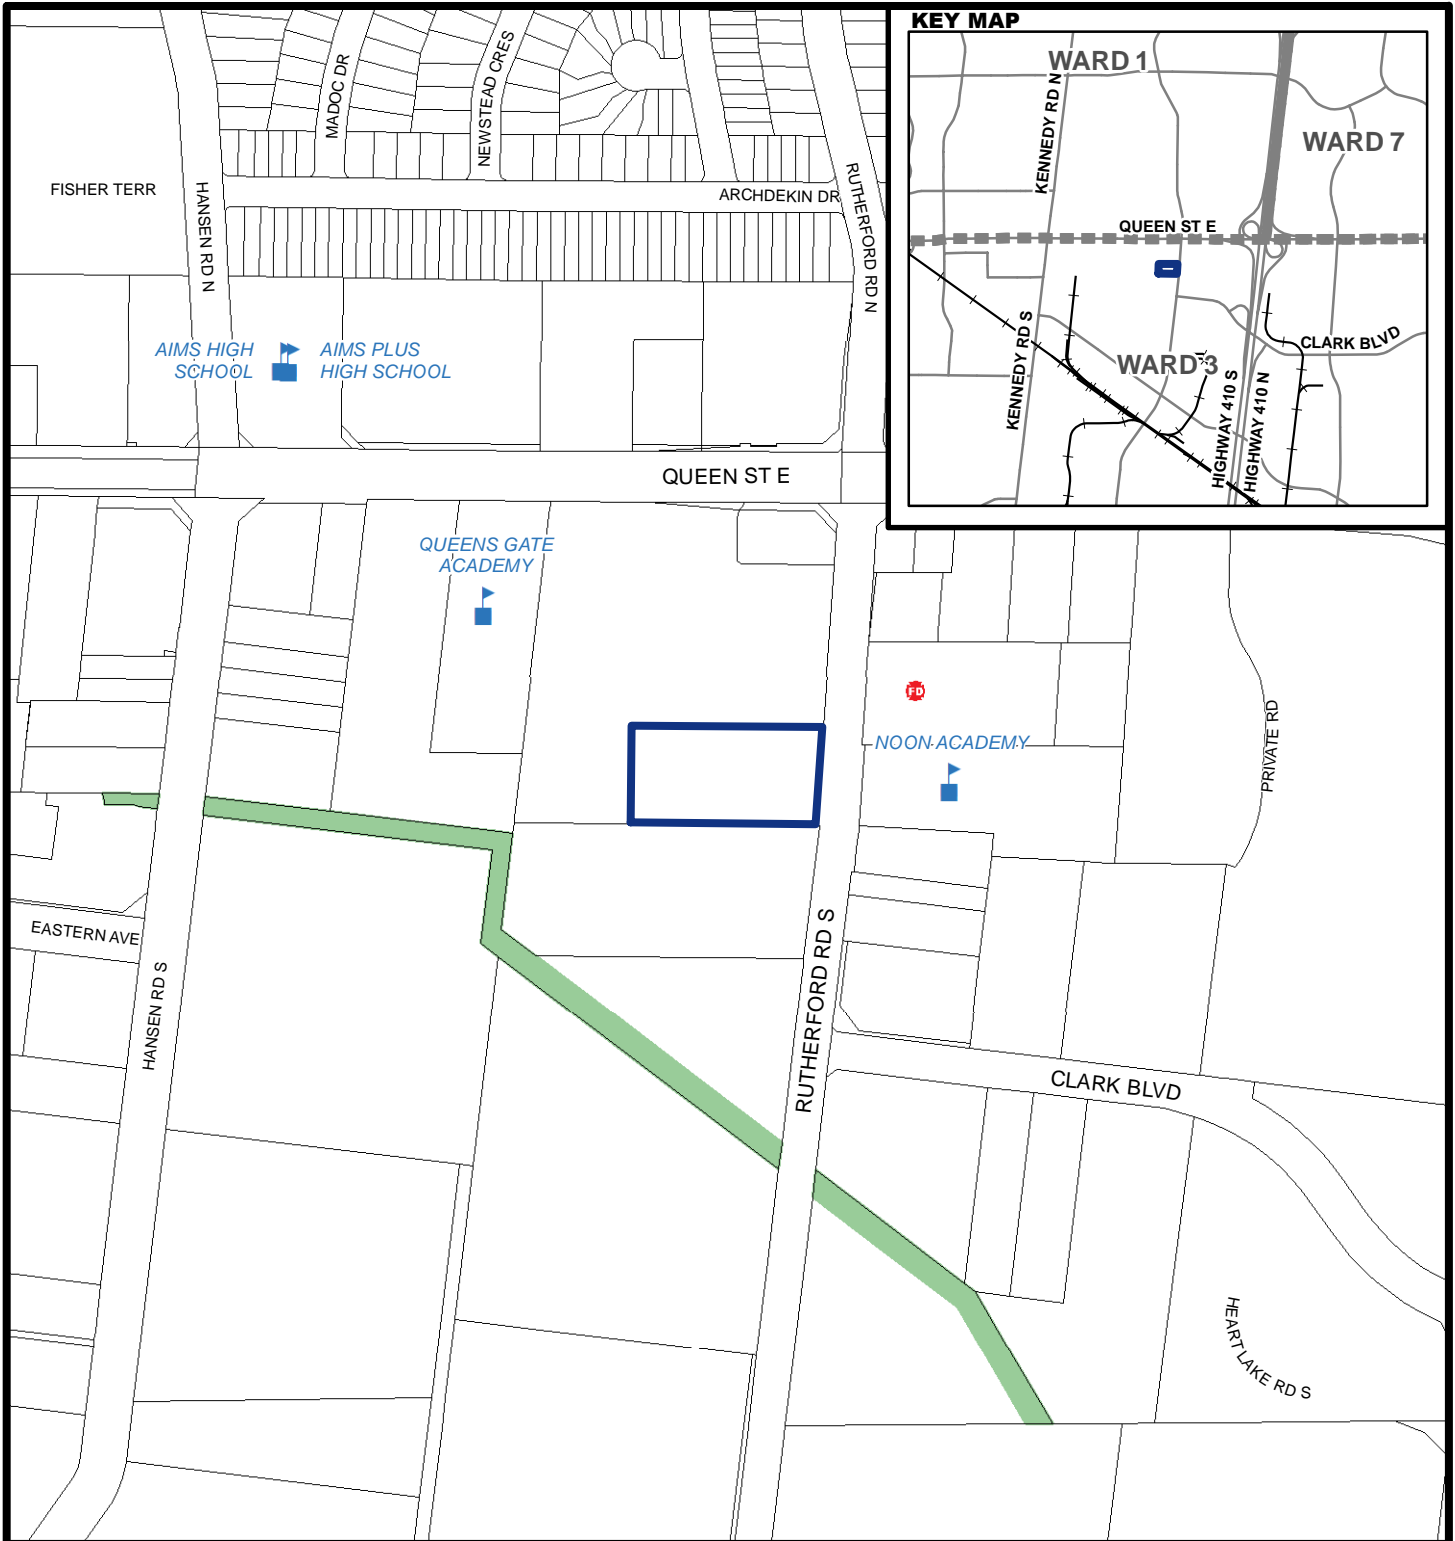 KEY MAP
WARD 1
KENNEDY RD N
WARD 7
QUEEN ST E
CLARK BLVD
KENNEDY RD S
WARD 3
HIGHWAY 410 S
HIGHWAY 410 N
MADOC DR
NEWSTEAD CRES
FISHER TERR
HANSEN RD N
ARCHDEKIN DR
RUTHERFORD RD N
AIMS HIGH
SCHOOL
AIMS PLUS
HIGH SCHOOL
QUEEN ST E
QUEENS GATE
ACADEMY
FD
NOON ACADEMY
PRIVATE RD
EASTERN AVE
HANSEN RD S
RUTHERFORD RD S
CLARK BLVD
HEART LAKE RD S